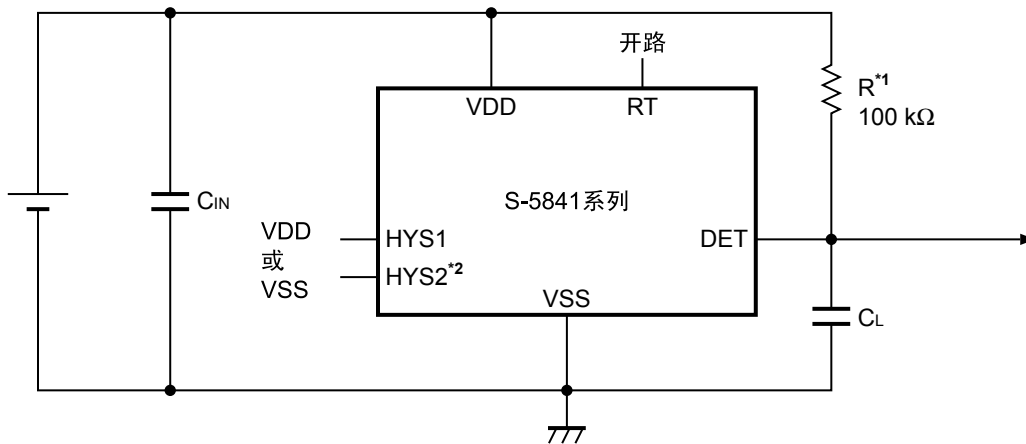 开路
VDD
RT
R*1
100 kΩ
S-5841系列
CIN
VDD
或
VSS
HYS1
HYS2*2
DET
VSS
CL